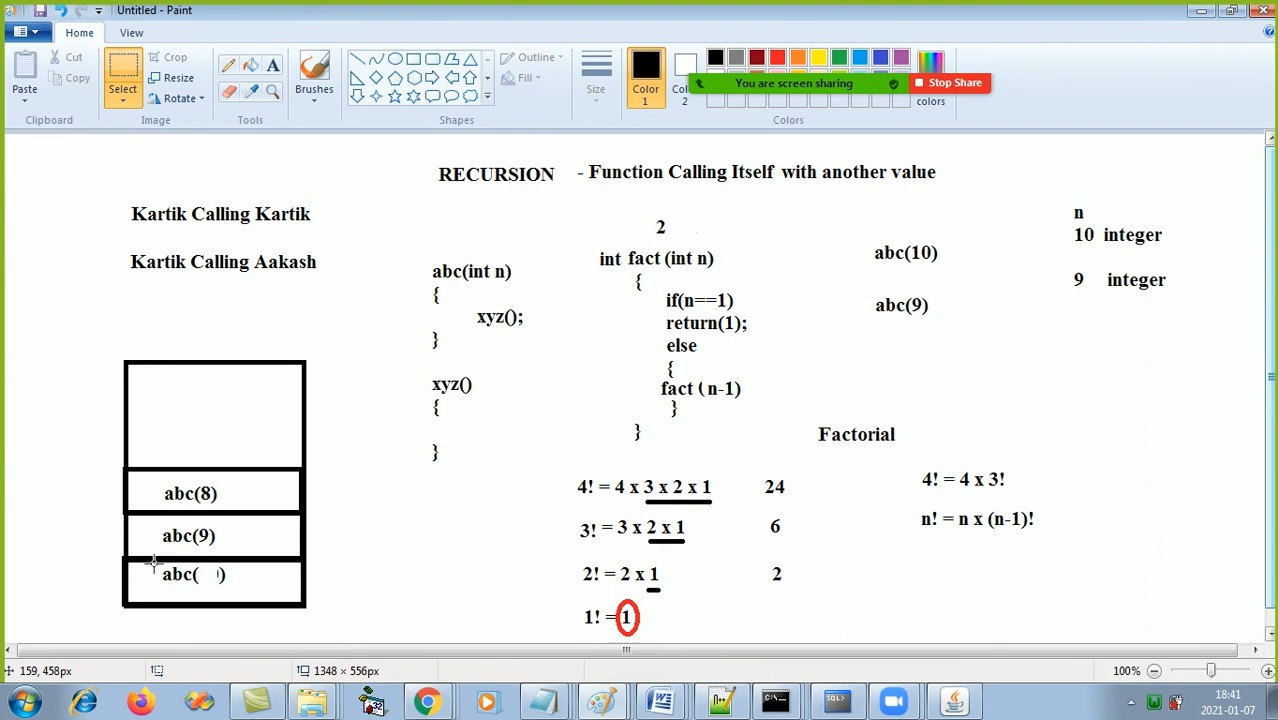 Untitled - Paint
Home
View
Paste
Cut
Copy
Clipboard
Select
Crop
Resize
Rotate
Image
A
Tools
Brushes
Outline
Fill
Shapes
Size
Color
1
Color
2
colors
Colors
You are screen sharing
Stop Share
RECURSION - Function Calling Itself with another value
Kartik Calling Kartik
Kartik Calling Aakash
abc(int n)
{
xyz();
}
xyz()
{
}
2
int fact (int n)
{
if(n==1)
return(1);
else
{
fact ( n-1)
}
}
abc(10)
abc(9)
n
10 integer
9 integer
abc(8)
abc(9)
abc( )
Factorial
4! = 4 x 3 x 2 x 1 24
3! = 3 x 2 x 1 6
2! = 2 x 1 2
1! = 1
4! = 4 x 3!
n! = n x (n-1)!
159, 458px
1348 × 556px
100%
18:41
2021-01-07